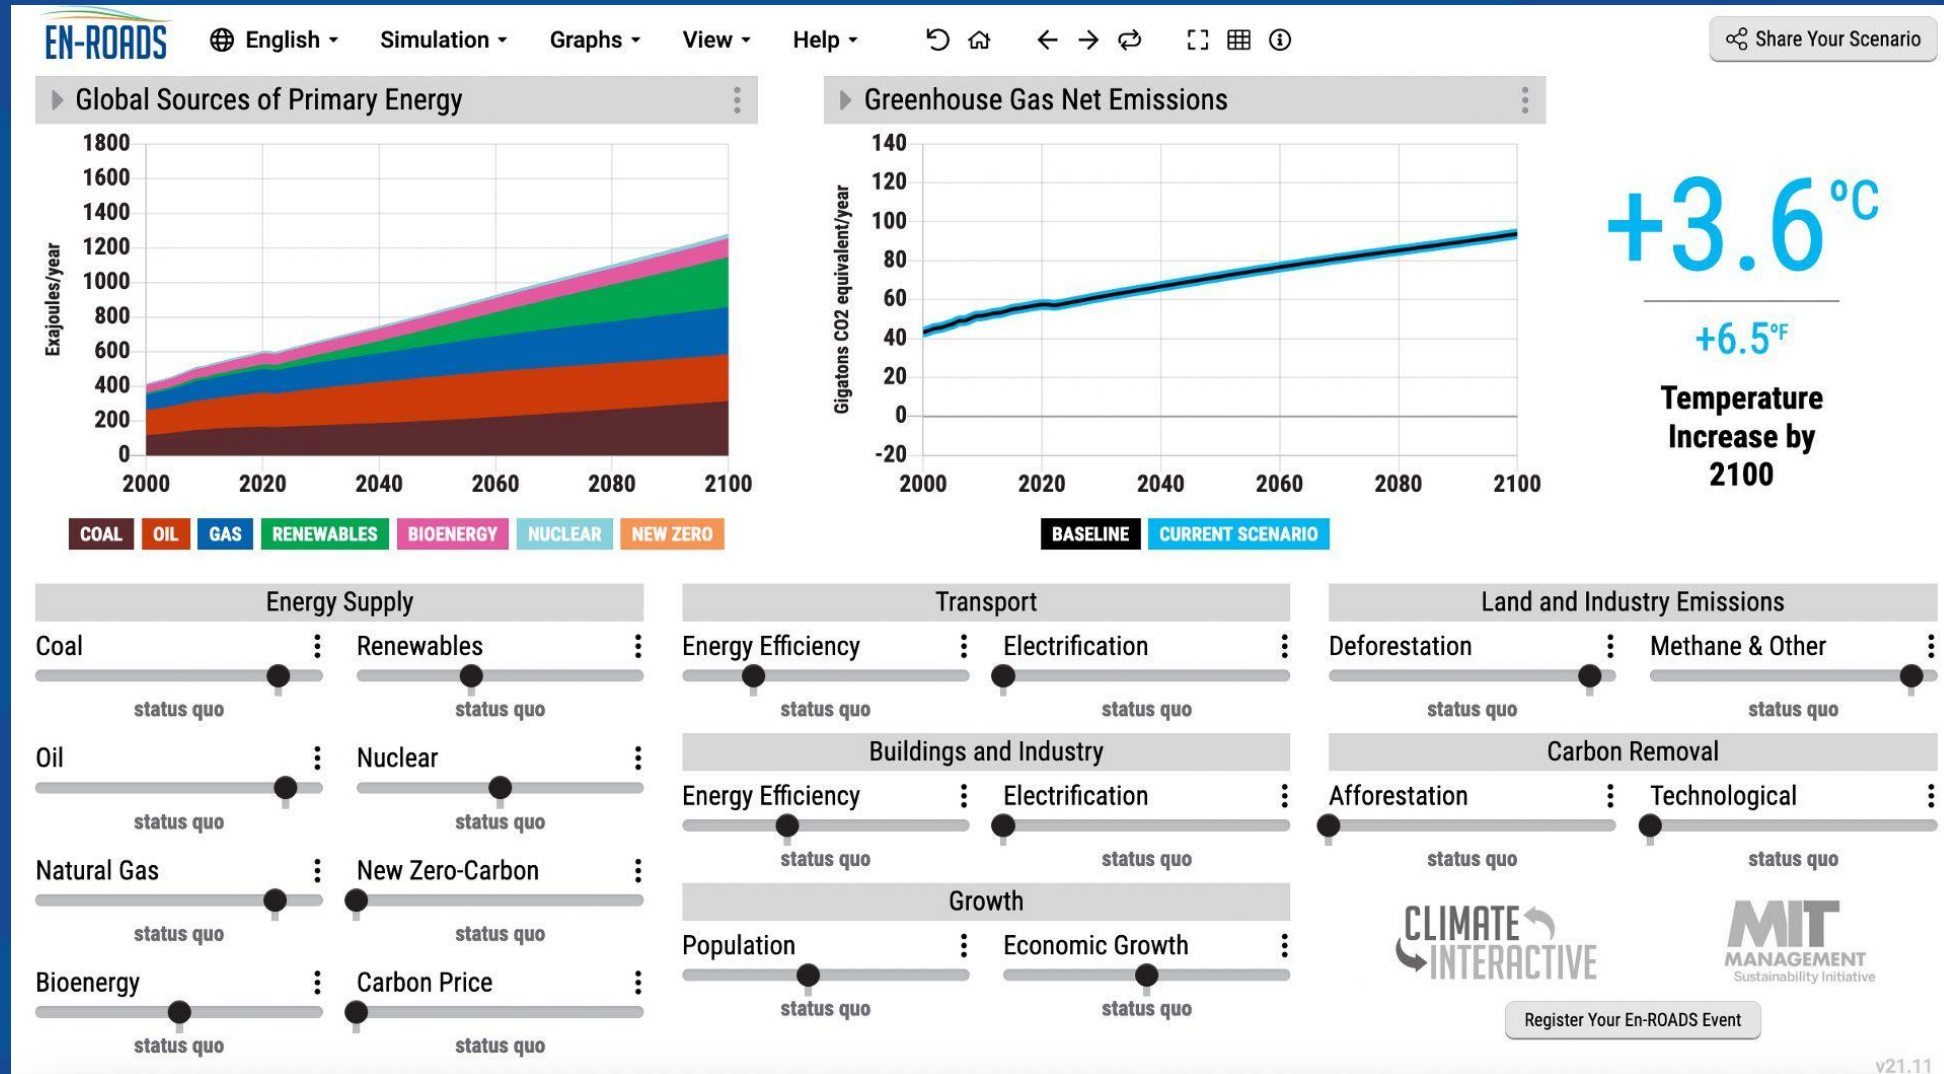 EN-ROADS
English
Simulation
Graphs
View
Help
Share Your Scenario
Global Sources of Primary Energy
Exajoules/year
1800
1600
1400
1200
1000
800
600
400
200
0
2000 2020 2040 2060 2080 2100
COAL OIL GAS RENEWABLES BIOENERGY NUCLEAR NEW ZERO
Greenhouse Gas Net Emissions
Gigatons CO2 equivalent/year
140
120
100
80
60
40
20
0
-20
2000 2020 2040 2060 2080 2100
BASELINE CURRENT SCENARIO
+3.6°C
+6.5°F
Temperature
Increase by
2100
Energy Supply
Coal
status quo
Renewables
status quo
Oil
status quo
Nuclear
status quo
Natural Gas
status quo
New Zero-Carbon
status quo
Bioenergy
status quo
Carbon Price
status quo
Transport
Energy Efficiency
status quo
Electrification
status quo
Buildings and Industry
Energy Efficiency
status quo
Electrification
status quo
Growth
Population
status quo
Economic Growth
status quo
Land and Industry Emissions
Deforestation
status quo
Methane & Other
status quo
Carbon Removal
Afforestation
status quo
Technological
status quo
CLIMATE
INTERACTIVE
MIT
MANAGEMENT
Sustainability Initiative
Register Your En-ROADS Event
v21.11